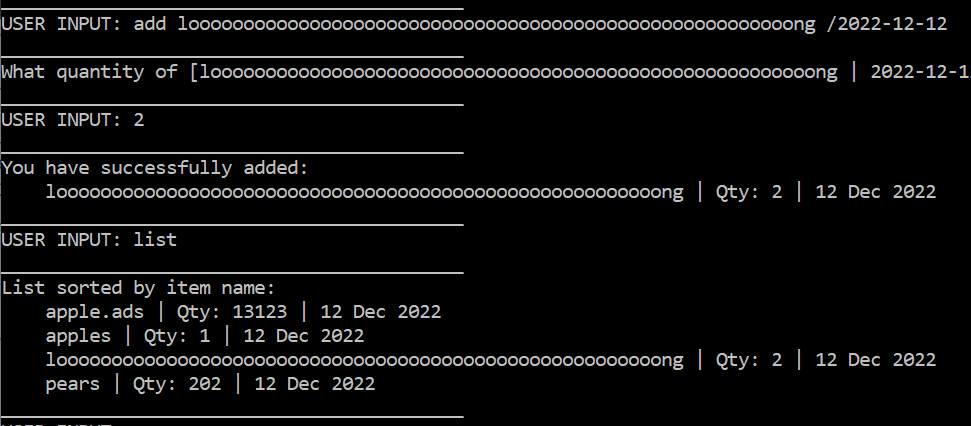 USER INPUT: add looooooooooooooooooooooooooooooooooooooooooooooooooooooong /2022-12-12
What quantity of [looooooooooooooooooooooooooooooooooooooooooooooooooooooong | 2022-12-1
USER INPUT: 2
You have successfully added:
looooooooooooooooooooooooooooooooooooooooooooooooooooooong | Qty: 2 | 12 Dec 2022
USER INPUT: list
List sorted by item name:
apple.ads | Qty: 13123 | 12 Dec 2022
apples | Qty: 1 | 12 Dec 2022
looooooooooooooooooooooooooooooooooooooooooooooooooooooong | Qty: 2 | 12 Dec 2022
pears | Qty: 202 | 12 Dec 2022